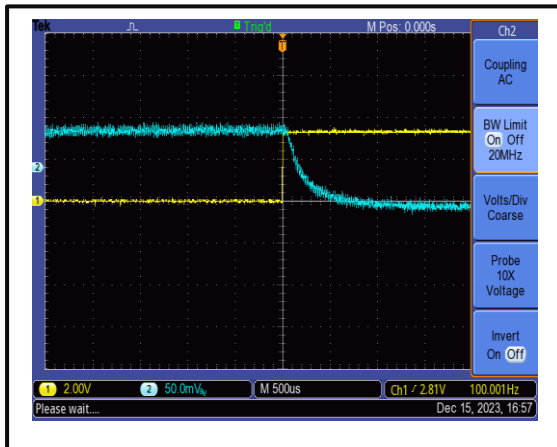 Tek
Trig'd
M Pos: 0.000s
Ch2
T
Coupling
AC
BW Limit
On Off
20MHz
2
1
Volts/Div
Coarse
Probe
10X
Voltage
Invert
On Off
1 2.00V
2 50.0mVBW
M 500us
Ch1 / 2.81V
100.001Hz
Please wait....
Dec 15, 2023, 16:57